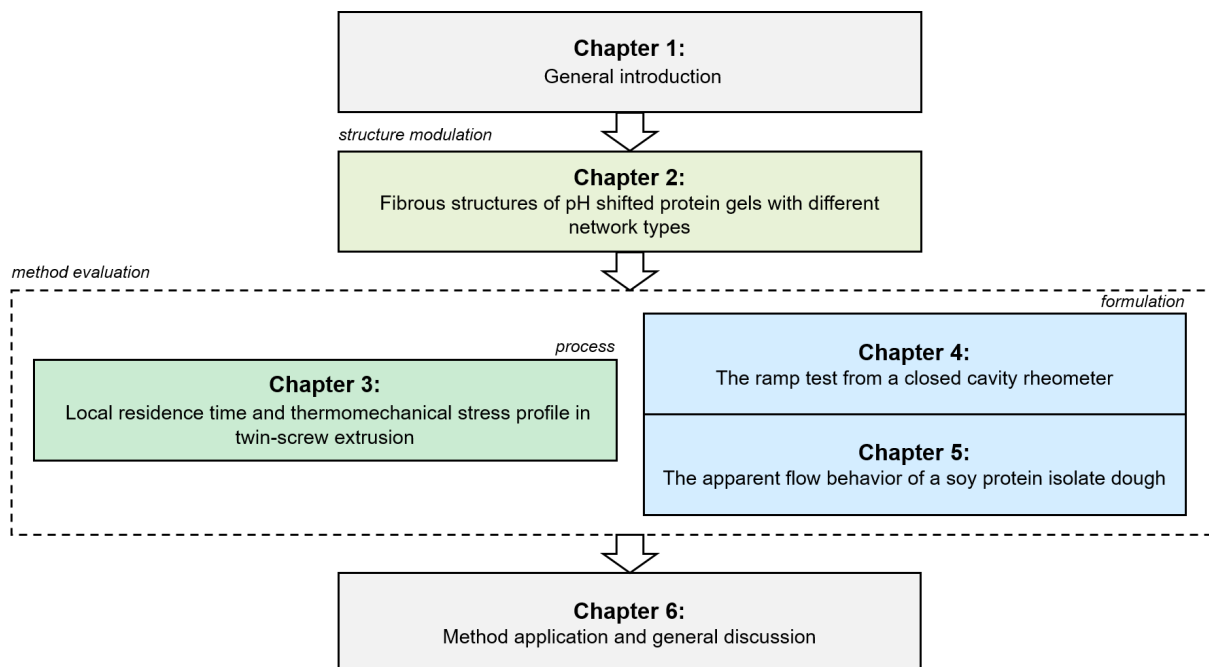 Chapter 1:
General introduction
structure modulation
Chapter 2:
Fibrous structures of pH shifted protein gels with different
network types
method evaluation
formulation
process
Chapter 3:
Local residence time and thermomechanical stress profile in
twin-screw extrusion
Chapter 4:
The ramp test from a closed cavity rheometer
Chapter 5:
The apparent flow behavior of a soy protein isolate dough
Chapter 6:
Method application and general discussion